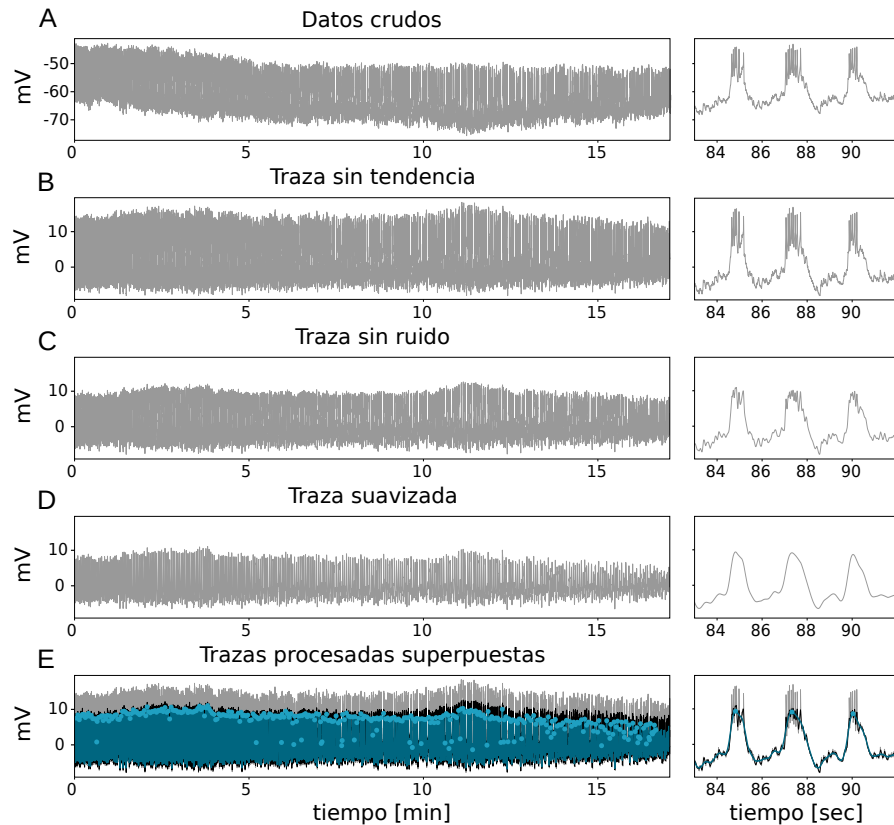 A
Datos crudos
mV
-50
-60
-70
0 5 10 15
84 86 88 90
B
Traza sin tendencia
mV
10
0
0 5 10 15
84 86 88 90
C
Traza sin ruido
mV
10
0
0 5 10 15
84 86 88 90
D
Traza suavizada
mV
10
0
0 5 10 15
84 86 88 90
E
Trazas procesadas superpuestas
mV
10
0
0 5 10 15
84 86 88 90
tiempo [min]
tiempo [sec]